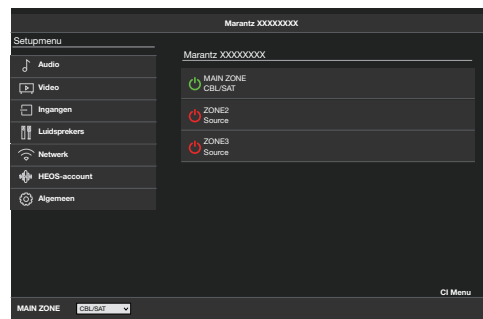 Marantz XXXXXXXX
Setupmenu
Audio
Video
Ingangen
Luidsprekers
Netwerk
HEOS-account
Algemeen
Marantz XXXXXXXX
MAIN ZONE
CBL/SAT
ZONE2
Source
ZONE3
Source
CI Menu
MAIN ZONE CBL/SAT